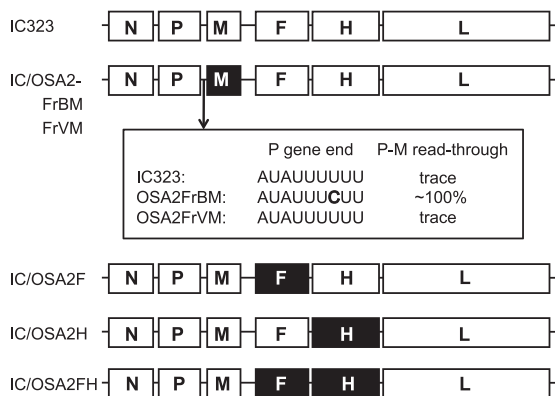 IC323 N P M F H L
IC/OSA2- N P M F H L
FrBM
FrVM
P gene end P-M read-through
IC323: AUAUUUUUU trace
OSA2FrBM: AUAUUUCUU ~100%
OSA2FrVM: AUAUUUUUU trace
IC/OSA2F N P M F H L
IC/OSA2H N P M F H L
IC/OSA2FH N P M F H L